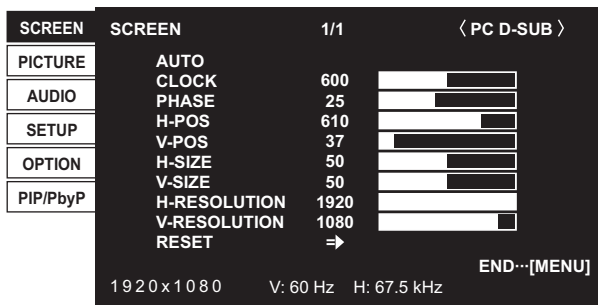 SCREEN
PICTURE
AUDIO
SETUP
OPTION
PIP/PbyP
SCREEN 1/1 〈 PC D-SUB 〉
AUTO
CLOCK 600
PHASE 25
H-POS 610
V-POS 37
H-SIZE 50
V-SIZE 50
H-RESOLUTION 1920
V-RESOLUTION 1080
RESET
END···[MENU]
1920x1080 V: 60 Hz H: 67.5 kHz